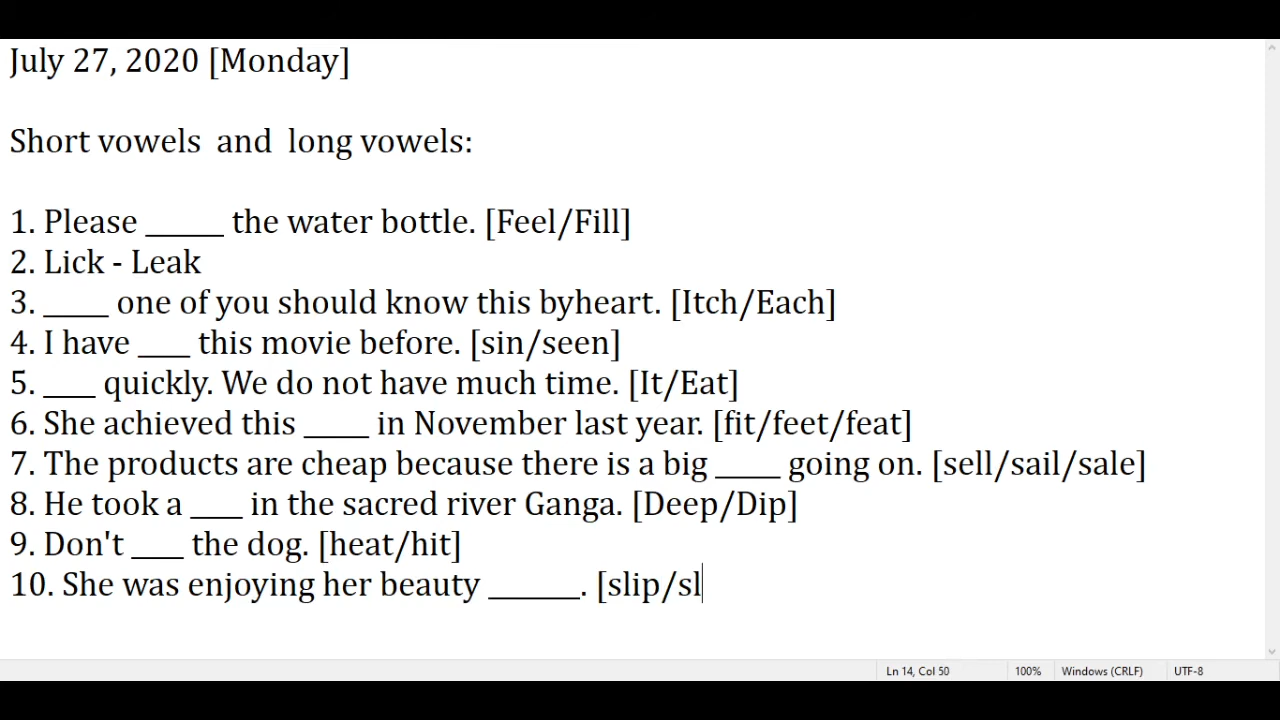 July 27, 2020 [Monday]
Short vowels  and  long vowels:
1. Please ______ the water bottle. [Feel/Fill]
2. Lick - Leak
3. _____ one of you should know this byheart. [Itch/Each]
4. I have ____ this movie before. [sin/seen]
5. ____ quickly. We do not have much time. [It/Eat]
6. She achieved this _____ in November last year. [fit/feet/feat]
7. The products are cheap because there is a big _____ going on. [sell/sail/sale]
8. He took a ____ in the sacred river Ganga. [Deep/Dip]
9. Don't ____ the dog. [heat/hit]
10. She was enjoying her beauty _______. [slip/sl
Ln 14, Col 50 100% Windows (CRLF) UTF-8